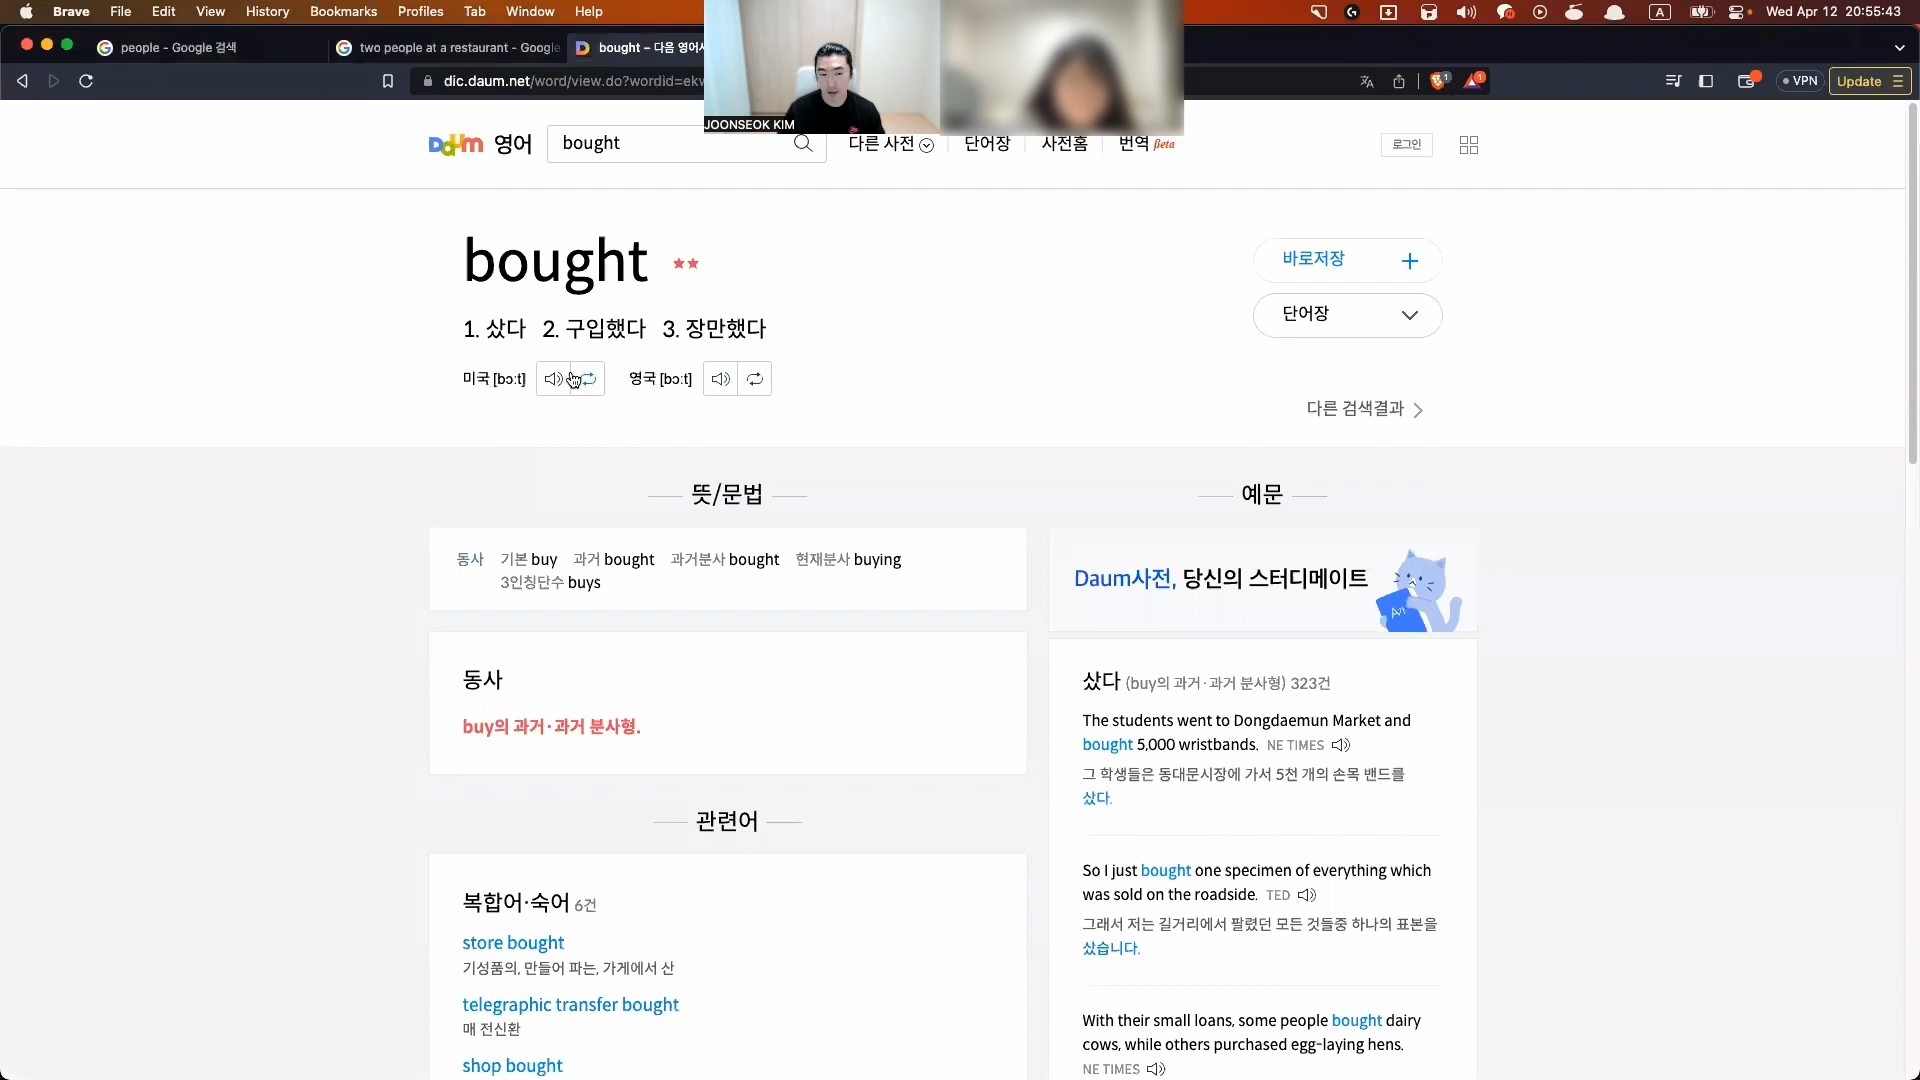 Brave File Edit View History Bookmarks Profiles Tab Window Help
A Wed Apr 12 20:55:43
people - Google 검색
two people at a restaurant - Google
bought – 다음 영어사
dic.daum.net/word/view.do?wordid=ekw
1
1
VPN
Update
JOONSEOK KIM
Daum 영어
bought
다른 사전
단어장
사전홈
번역 Beta
로그인
bought
바로저장
1. 샀다 2. 구입했다 3. 장만했다
단어장
미국 [bɔːt]
영국 [bɔːt]
다른 검색결과
뜻/문법
동사 기본 buy 과거 bought 과거분사 bought 현재분사 buying
3인칭단수 buys
동사
buy의 과거·과거 분사형.
관련어
복합어·숙어 6건
store bought
기성품의, 만들어 파는, 가게에서 산
telegraphic transfer bought
매 전신환
shop bought
예문
Daum사전, 당신의 스터디메이트
샀다 (buy의 과거·과거 분사형) 323건
The students went to Dongdaemun Market and
bought 5,000 wristbands. NE TIMES
그 학생들은 동대문시장에 가서 5천 개의 손목 밴드를
샀다.
So I just bought one specimen of everything which
was sold on the roadside. TED
그래서 저는 길거리에서 팔렸던 모든 것들중 하나의 표본을
샀습니다.
With their small loans, some people bought dairy
cows, while others purchased egg-laying hens.
NE TIMES